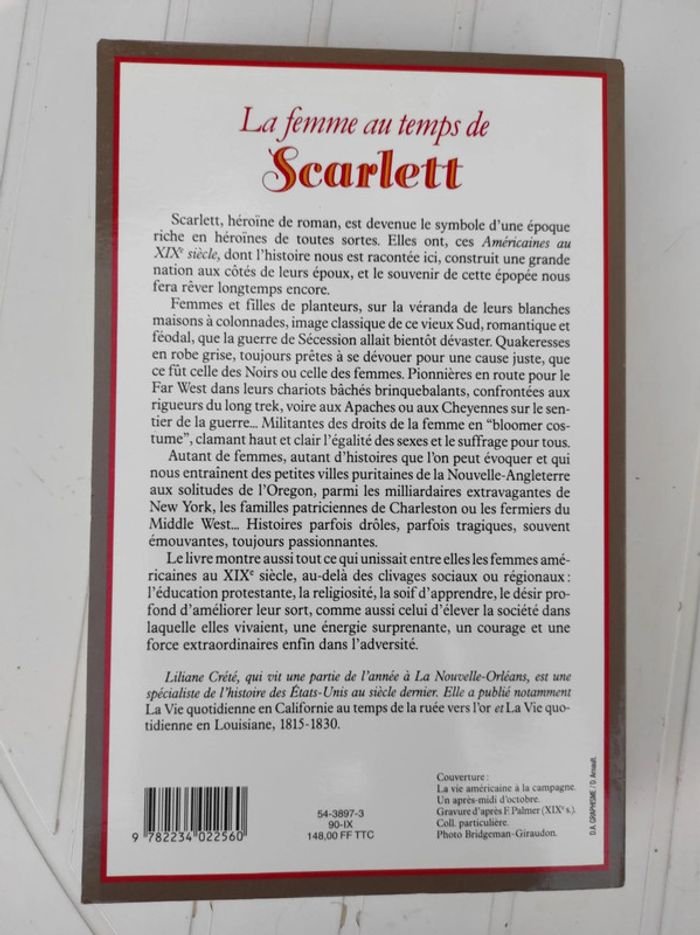 La femme au temps de
Scarlett
Scarlett, héroïne de roman, est devenue le symbole d'une époque
riche en héroïnes de toutes sortes. Elles ont, ces Américaines au
XIXe siècle, dont l'histoire nous est racontée ici, construit une grande
nation aux côtés de leurs époux, et le souvenir de cette épopée nous
fera rêver longtemps encore.
Femmes et filles de planteurs, sur la véranda de leurs blanches
maisons à colonnades, image classique de ce vieux Sud, romantique et
féodal, que la guerre de Sécession allait bientôt dévaster. Quakeresses
en robe grise, toujours prêtes à se dévouer pour une cause juste, que
ce fût celle des Noirs ou celle des femmes. Pionnières en route pour le
Far West dans leurs chariots bâchés brinquebalants, confrontées aux
rigueurs du long trek, voire aux Apaches ou aux Cheyennes sur le sen-
tier de la guerre... Militantes des droits de la femme en "bloomer cos-
tume", clamant haut et clair l'égalité des sexes et le suffrage pour tous.
Autant de femmes, autant d'histoires que l'on peut évoquer et qui
nous entraînent des petites villes puritaines de la Nouvelle-Angleterre
aux solitudes de l'Oregon, parmi les milliardaires extravagantes de
New York, les familles patriciennes de Charleston ou les fermiers du
Middle West... Histoires parfois drôles, parfois tragiques, souvent
émouvantes, toujours passionnantes.
Le livre montre aussi tout ce qui unissait entre elles les femmes amé-
ricaines au XIXe siècle, au-delà des clivages sociaux ou régionaux :
l'éducation protestante, la religiosité, la soif d'apprendre, le désir pro-
fond d'améliorer leur sort, comme aussi celui d'élever la société dans
laquelle elles vivaient, une énergie surprenante, un courage et une
force extraordinaires enfin dans l'adversité.
Liliane Crété, qui vit une partie de l'année à La Nouvelle-Orléans, est une
spécialiste de l'histoire des États-Unis au siècle dernier. Elle a publié notamment
La Vie quotidienne en Californie au temps de la ruée vers l'or et La Vie quo-
tidienne en Louisiane, 1815-1830.
9 782234 022560
54-3897-3
90-IX
148,00 FF TTC
Couverture :
La vie américaine à la campagne.
Un après-midi d'octobre.
Gravure d'après F. Palmer (XIXe s.).
Coll. particulière.
Photo Bridgeman-Giraudon.
D.A. GRAPHISME / D. Arnault.